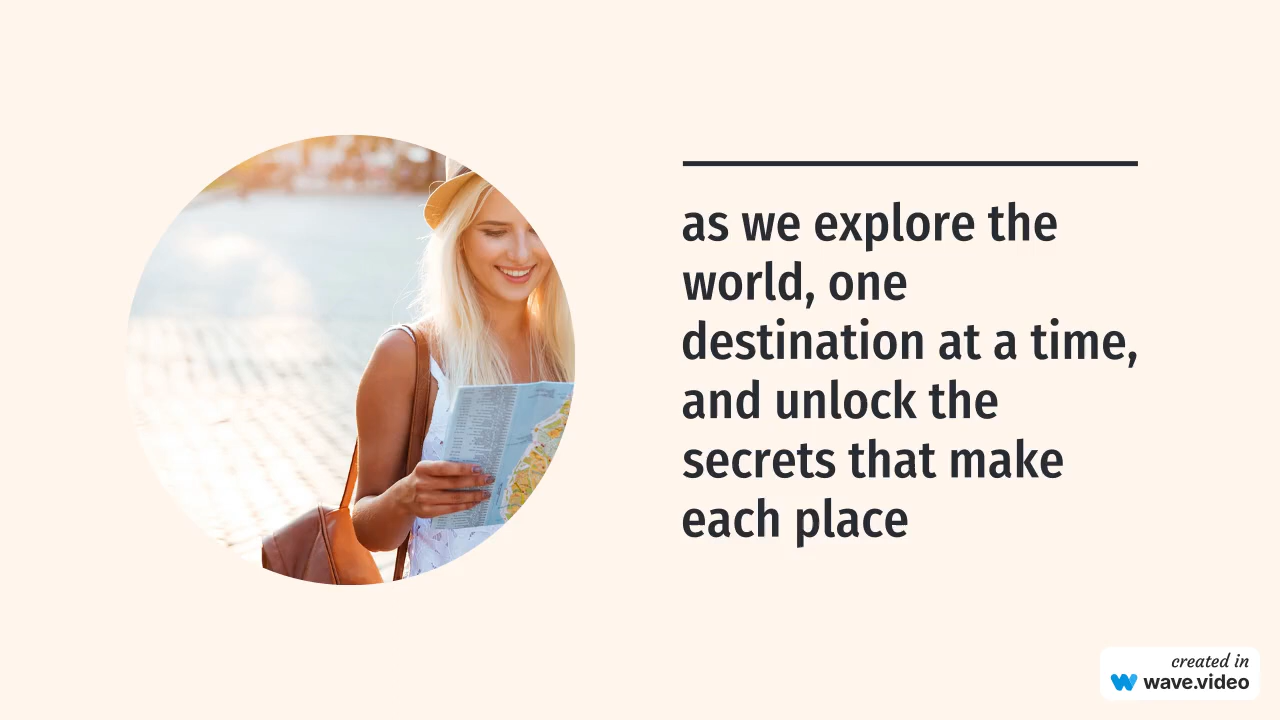 as we explore the
world, one
destination at a time,
and unlock the
secrets that make
each place
created in
wave.video